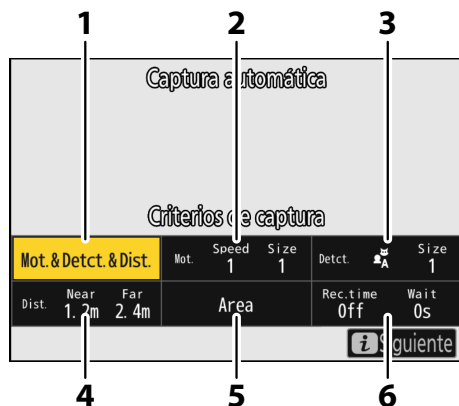 1 2 3
Captura automática
Criterios de captura
Mot.&Detct.&Dist.
Mot. Speed 1 Size 1
Detct. A Size 1
Dist. Near 1.2m Far 2.4m
Area
Rec.time Off Wait 0s
i Siguiente
4 5 6